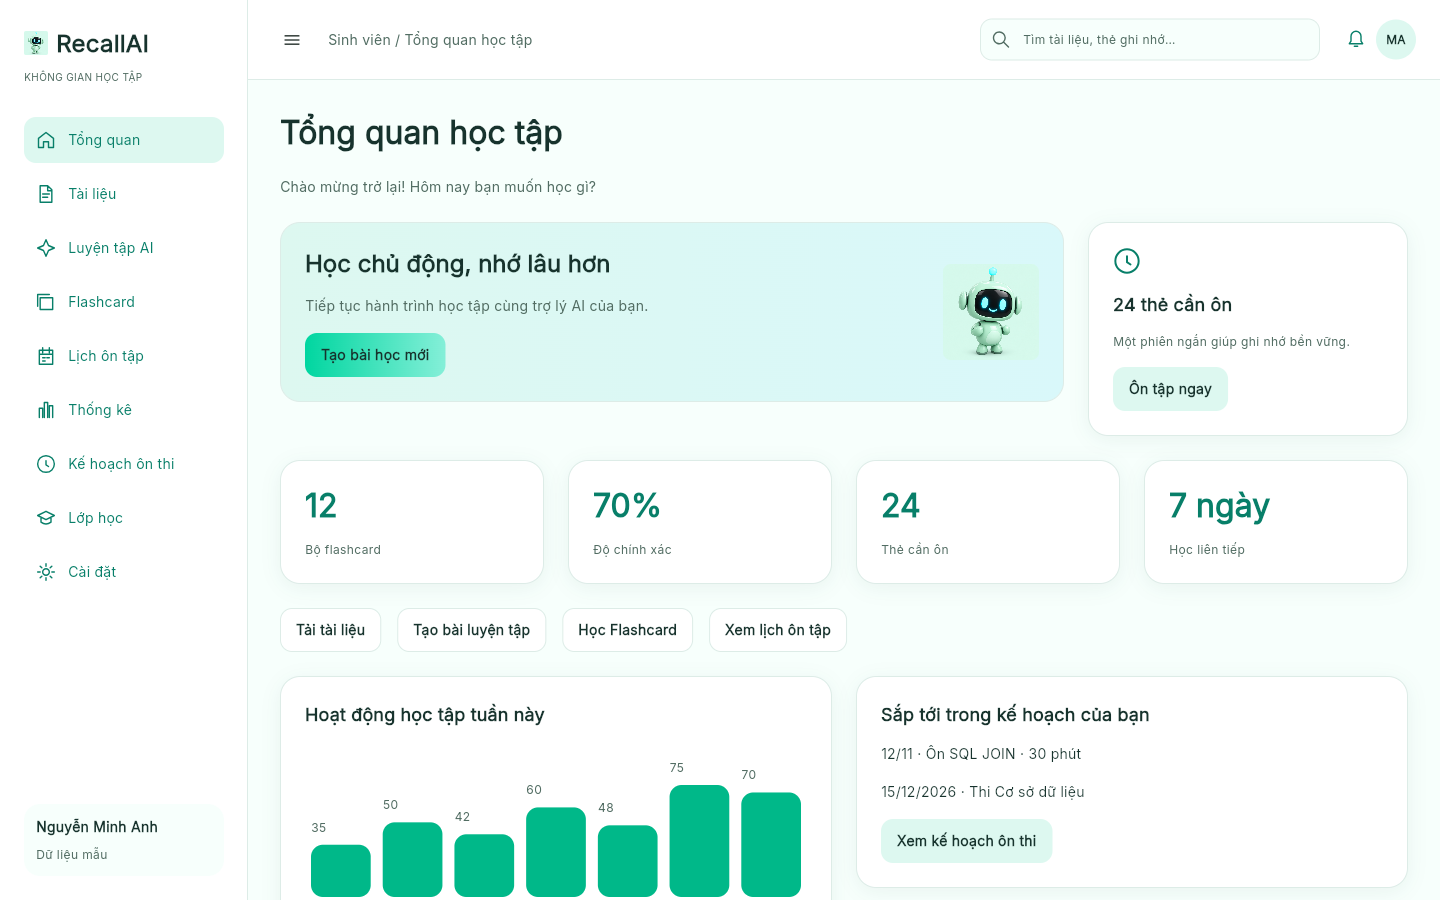 RecallAI
KHÔNG GIAN HỌC TẬP
Tổng quan
Tài liệu
Luyện tập AI
Flashcard
Lịch ôn tập
Thống kê
Kế hoạch ôn thi
Lớp học
Cài đặt
Nguyễn Minh Anh
Dữ liệu mẫu
Sinh viên / Tổng quan học tập
Tìm tài liệu, thẻ ghi nhớ...
MA
Tổng quan học tập
Chào mừng trở lại! Hôm nay bạn muốn học gì?
Học chủ động, nhớ lâu hơn
Tiếp tục hành trình học tập cùng trợ lý AI của bạn.
Tạo bài học mới
24 thẻ cần ôn
Một phiên ngắn giúp ghi nhớ bền vững.
Ôn tập ngay
12
Bộ flashcard
70%
Độ chính xác
24
Thẻ cần ôn
7 ngày
Học liên tiếp
Tải tài liệu
Tạo bài luyện tập
Học Flashcard
Xem lịch ôn tập
Hoạt động học tập tuần này
35
50
42
60
48
75
70
Sắp tới trong kế hoạch của bạn
12/11 · Ôn SQL JOIN · 30 phút
15/12/2026 · Thi Cơ sở dữ liệu
Xem kế hoạch ôn thi